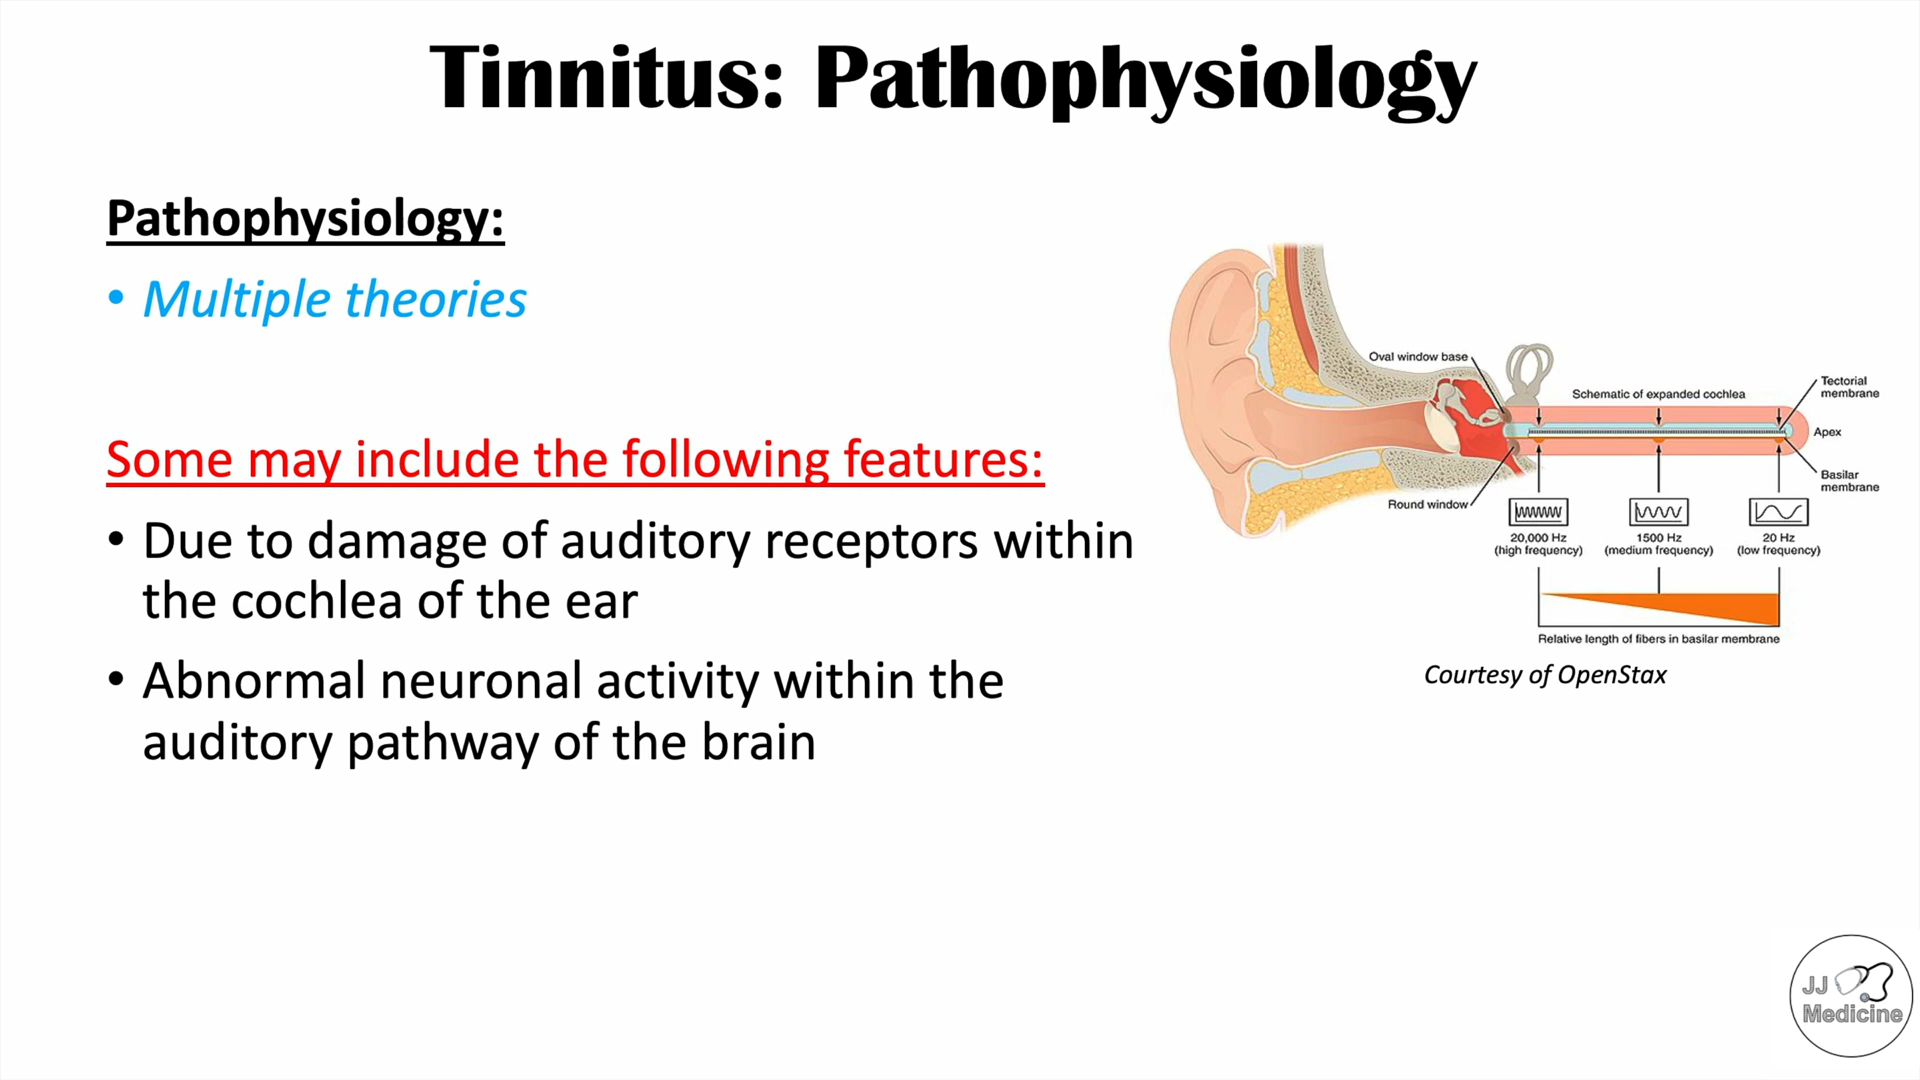 Tinnitus: Pathophysiology
Pathophysiology:
• Multiple theories
Some may include the following features:
• Due to damage of auditory receptors within
the cochlea of the ear
• Abnormal neuronal activity within the
auditory pathway of the brain
Oval window base
Schematic of expanded cochlea
Tectorial
membrane
Apex
Basilar
membrane
Round window
20,000 Hz
(high frequency)
1500 Hz
(medium frequency)
20 Hz
(low frequency)
Relative length of fibers in basilar membrane
Courtesy of OpenStax
JJ
Medicine